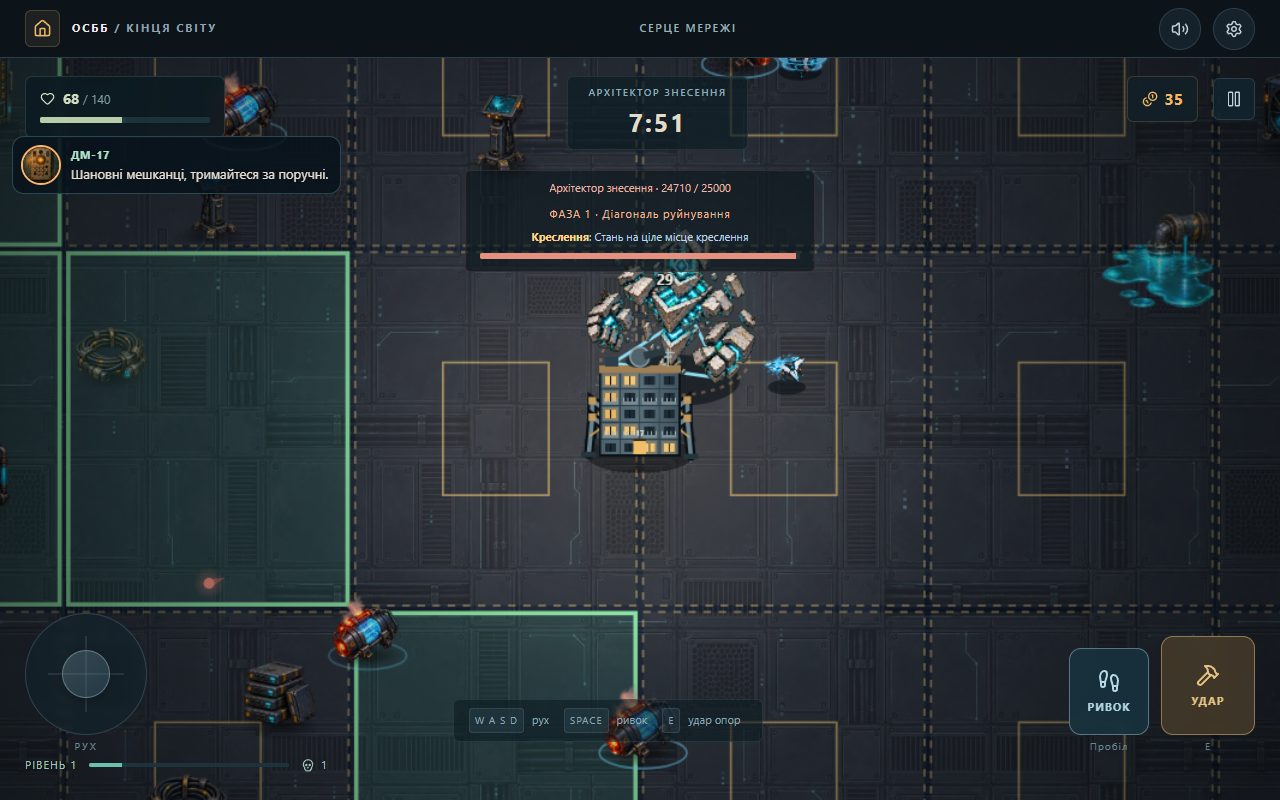 ОСББ / КІНЦЯ СВІТУ
СЕРЦЕ МЕРЕЖІ
68 / 140
АРХІТЕКТОР ЗНЕСЕННЯ
7:51
35
ДМ-17
Шановні мешканці, тримайтеся за поручні.
Архітектор знесення · 24710 / 25000
ФАЗА 1 · Діагональ руйнування
Креслення: Стань на ціле місце креслення
29
17
W A S D рух SPACE ривок E удар опор
РИВОК
УДАР
Пробіл
E
РУХ
РІВЕНЬ 1
1